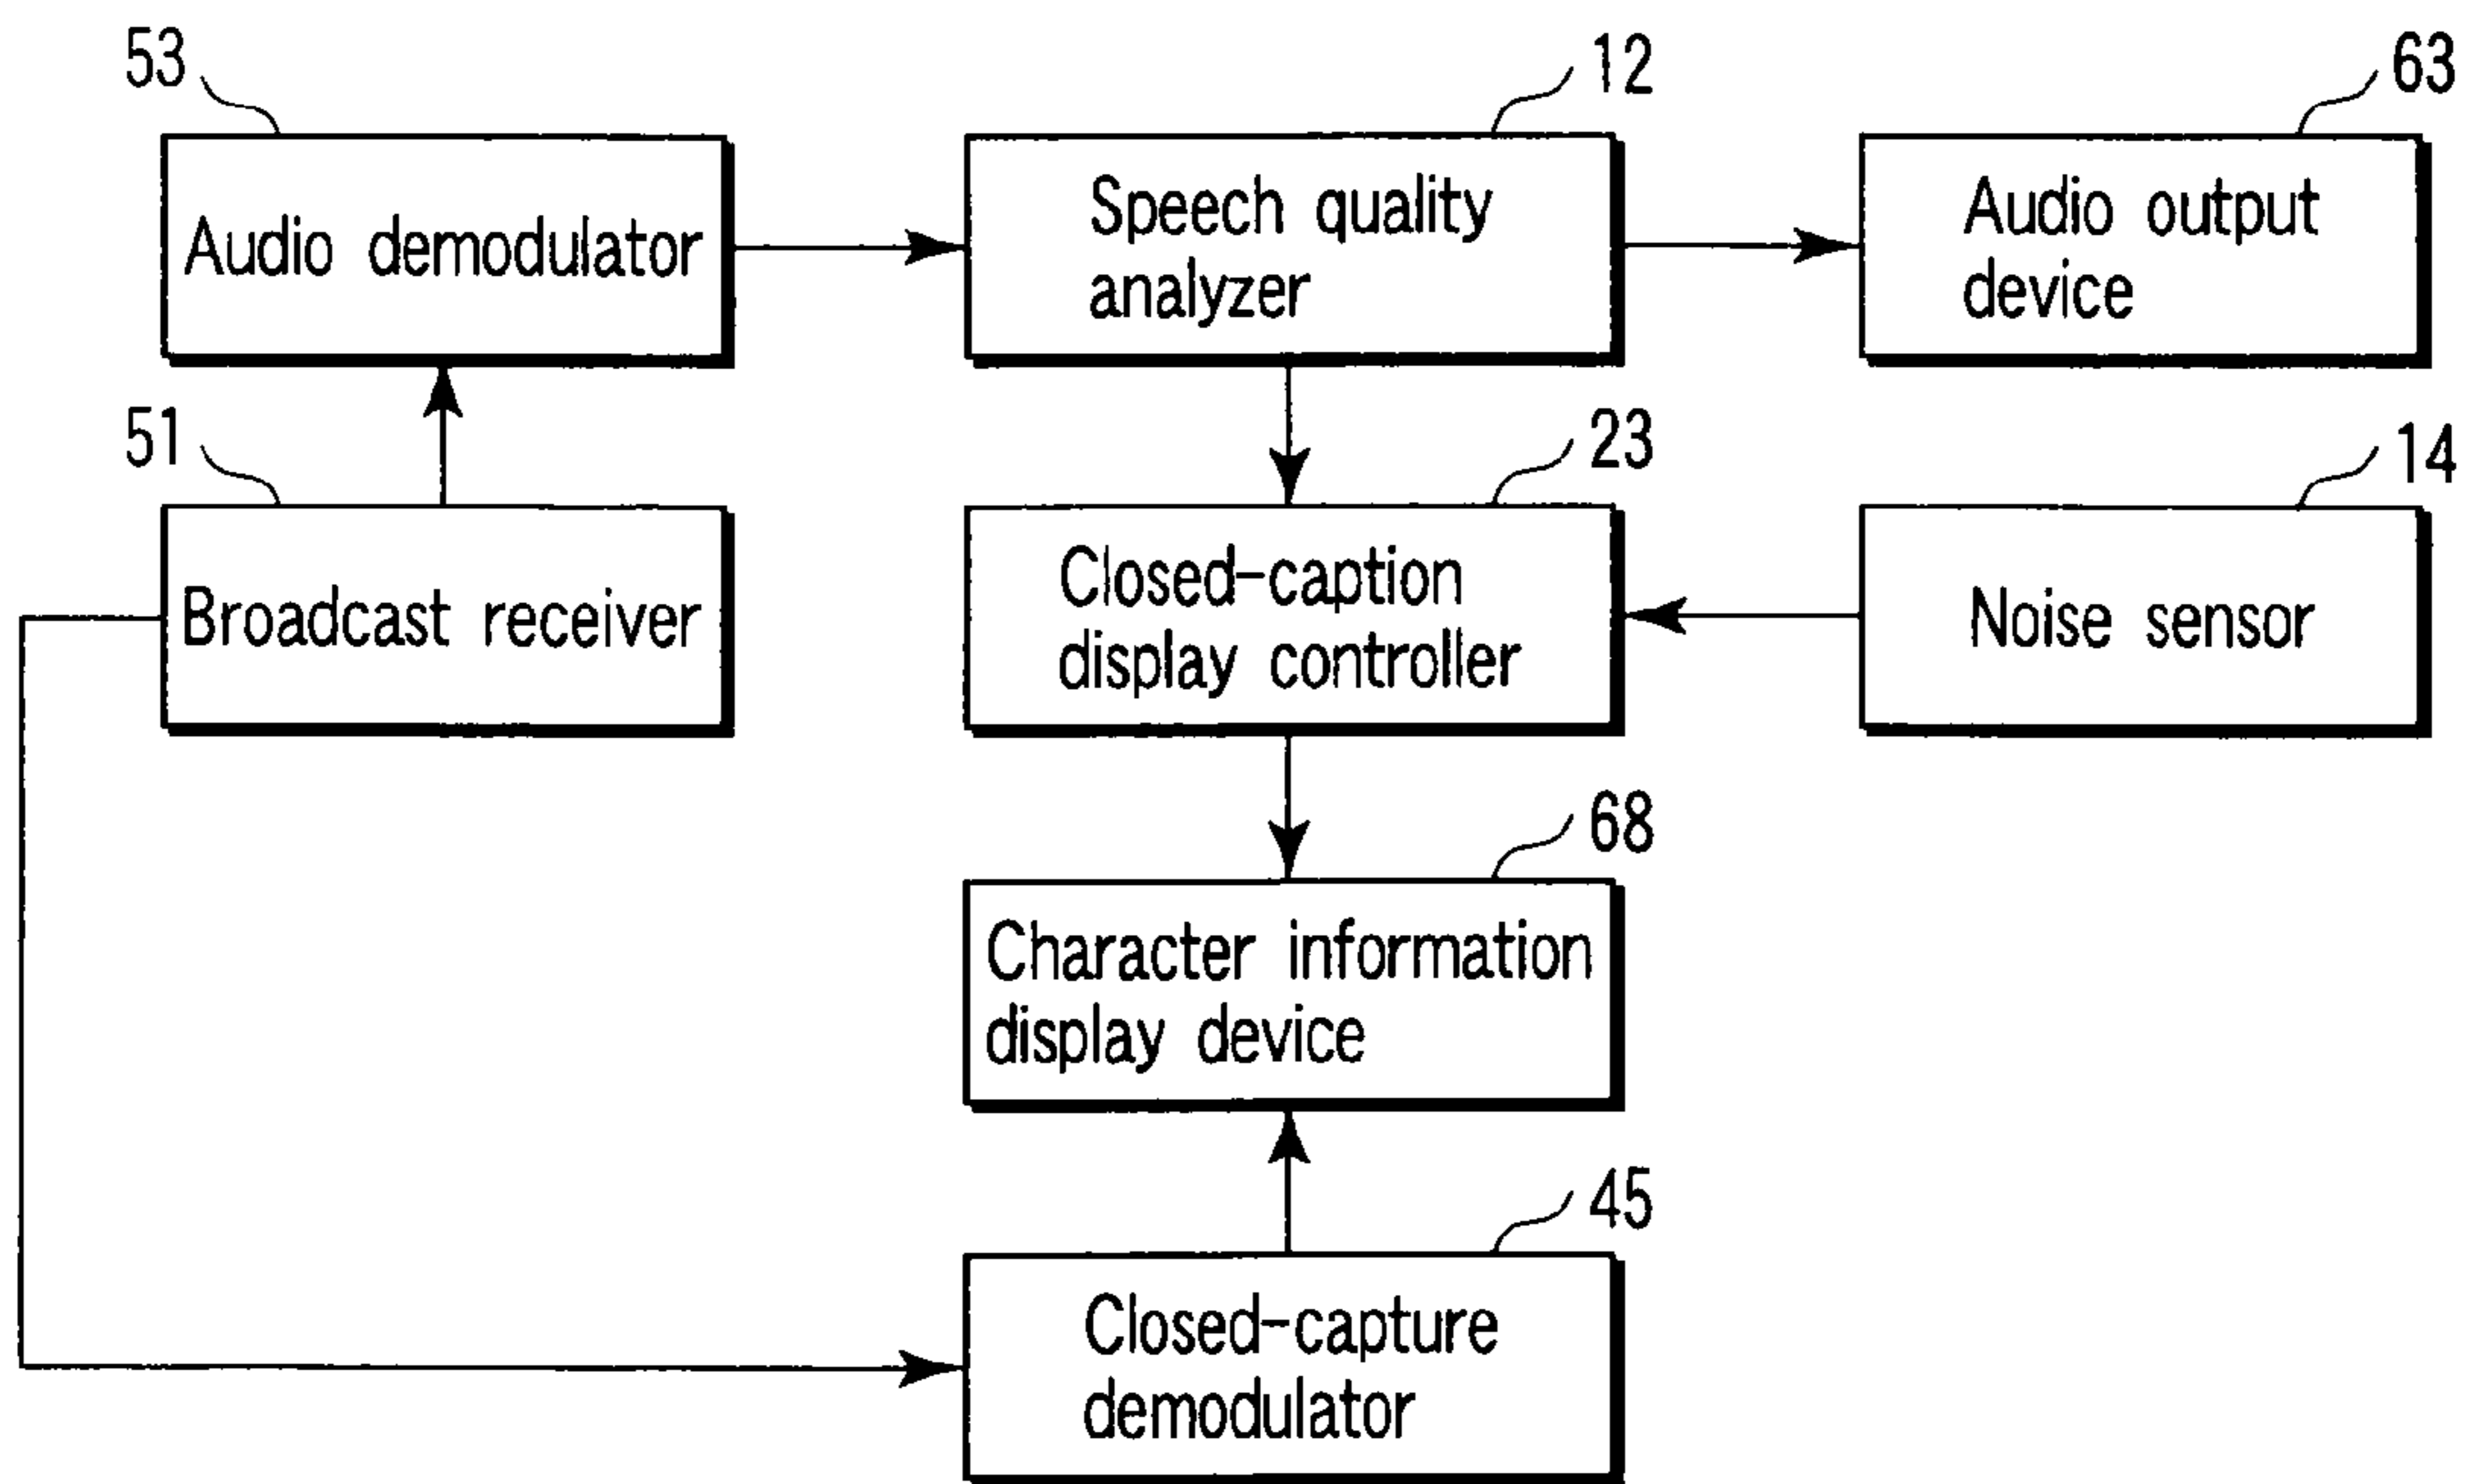 53
12
63
Audio demodulator
Speech quality
analyzer
Audio output
device
51
23
14
Broadcast receiver
Closed-caption
display controller
Noise sensor
68
Character information
display device
45
Closed-capture
demodulator